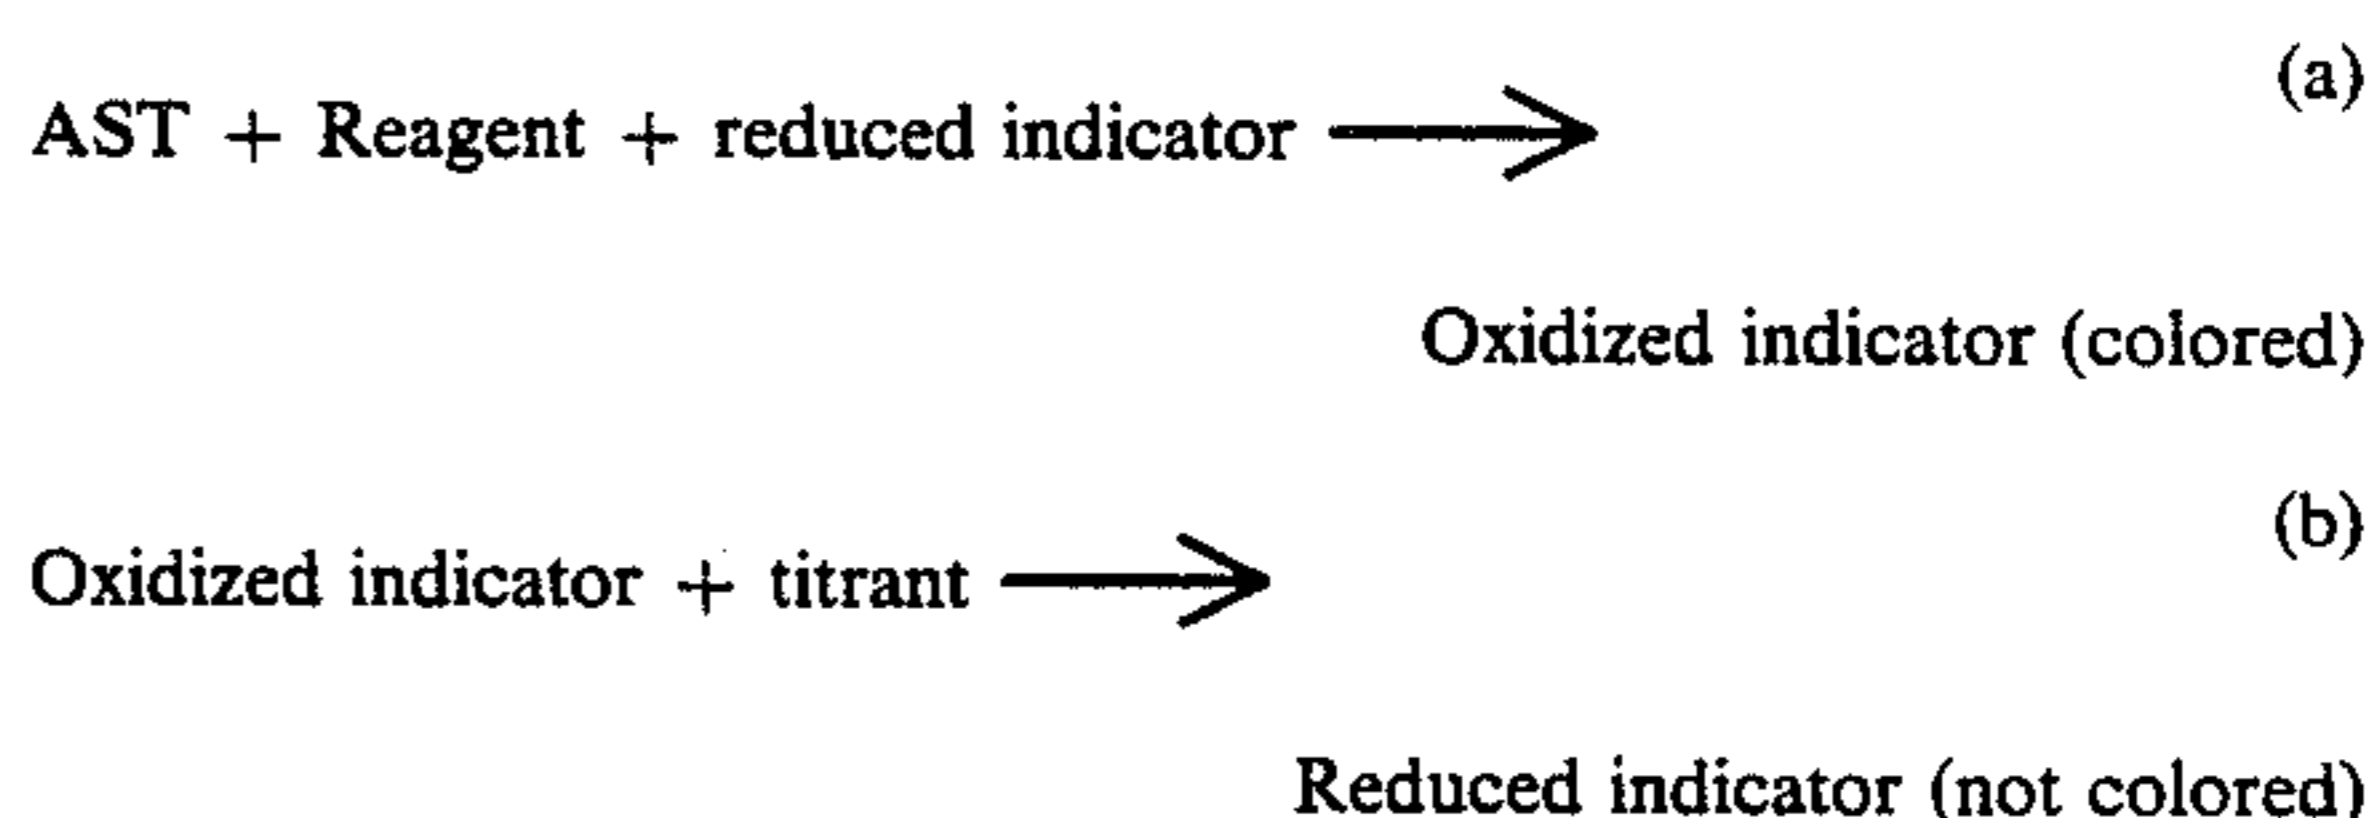 (a)
AST + Reagent + reduced indicator ⟶
Oxidized indicator (colored)
(b)
Oxidized indicator + titrant ⟶
Reduced indicator (not colored)